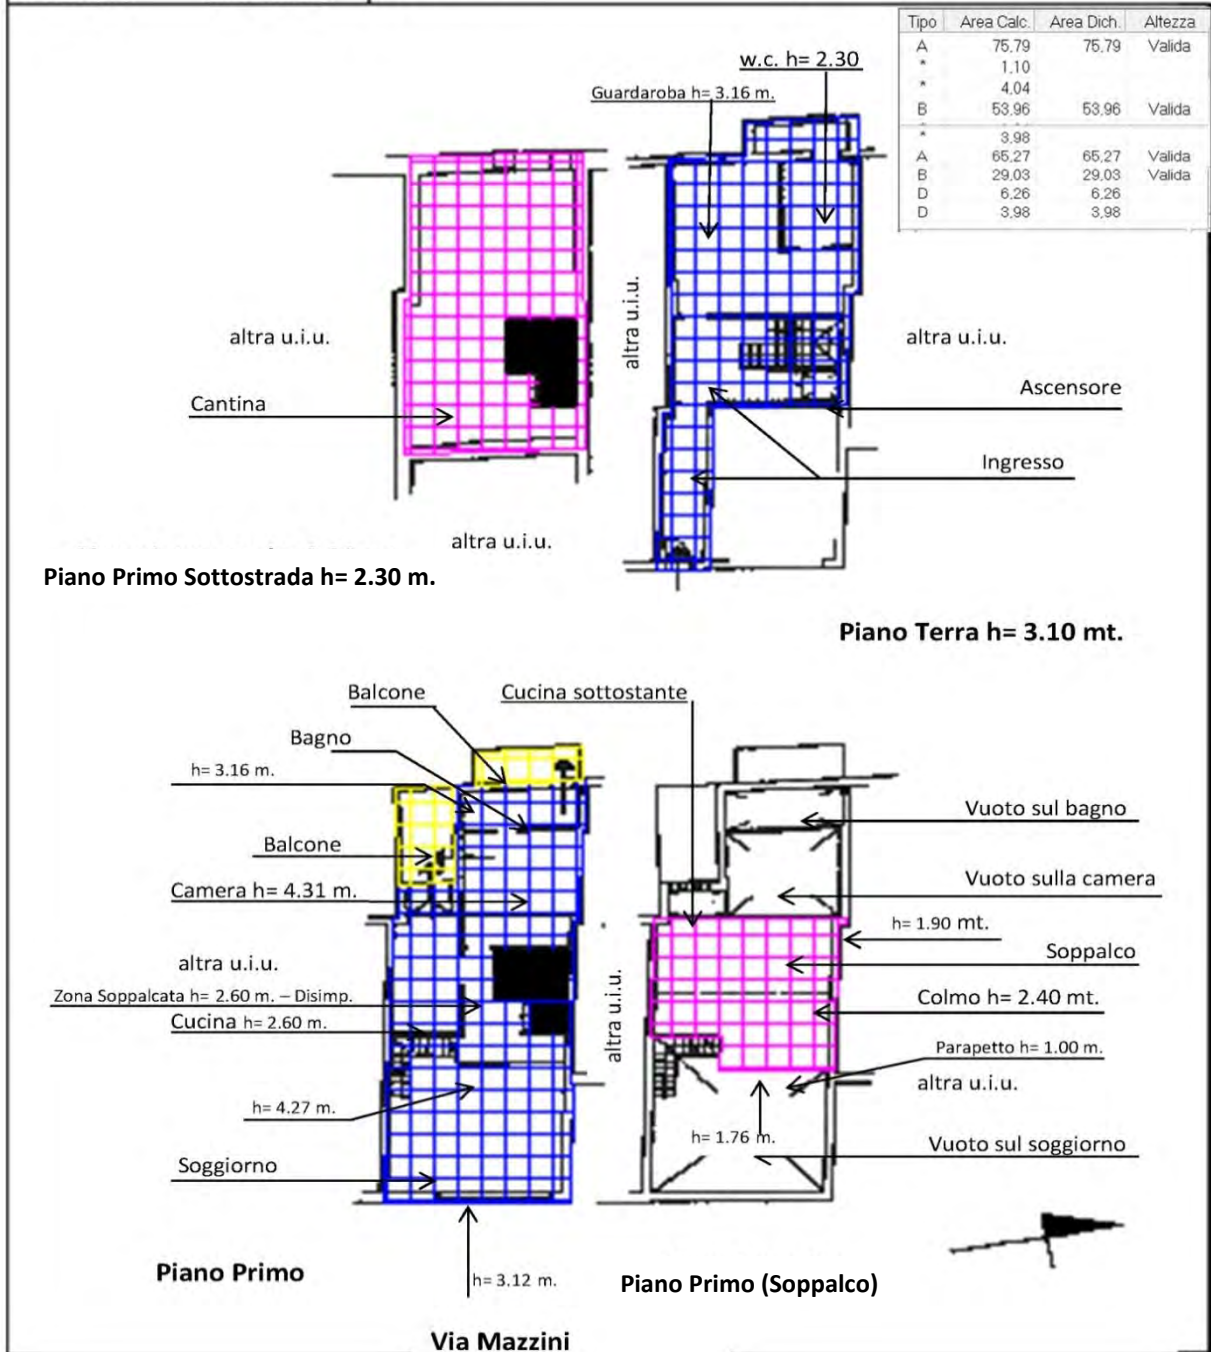 Tipo Area Calc. Area Dich. Altezza
A 75,79 75,79 Valida
* 1,10
* 4,04
B 53,96 53,96 Valida
* 3,98
A 65,27 65,27 Valida
B 29,03 29,03 Valida
D 6,26 6,26
D 3,98 3,98
w.c. h= 2.30
Guardaroba h= 3.16 m.
altra u.i.u.
altra u.i.u.
altra u.i.u.
Cantina
Ascensore
Ingresso
altra u.i.u.
Piano Primo Sottostrada h= 2.30 m.
Piano Terra h= 3.10 mt.
Balcone
Cucina sottostante
Bagno
h= 3.16 m.
Balcone
Camera h= 4.31 m.
altra u.i.u.
Zona Soppalcata h= 2.60 m. – Disimp.
Cucina h= 2.60 m.
h= 4.27 m.
Soggiorno
altra u.i.u.
Vuoto sul bagno
Vuoto sulla camera
h= 1.90 mt.
Soppalco
Colmo h= 2.40 mt.
Parapetto h= 1.00 m.
altra u.i.u.
h= 1.76 m.
Vuoto sul soggiorno
Piano Primo
h= 3.12 m.
Piano Primo (Soppalco)
Via Mazzini